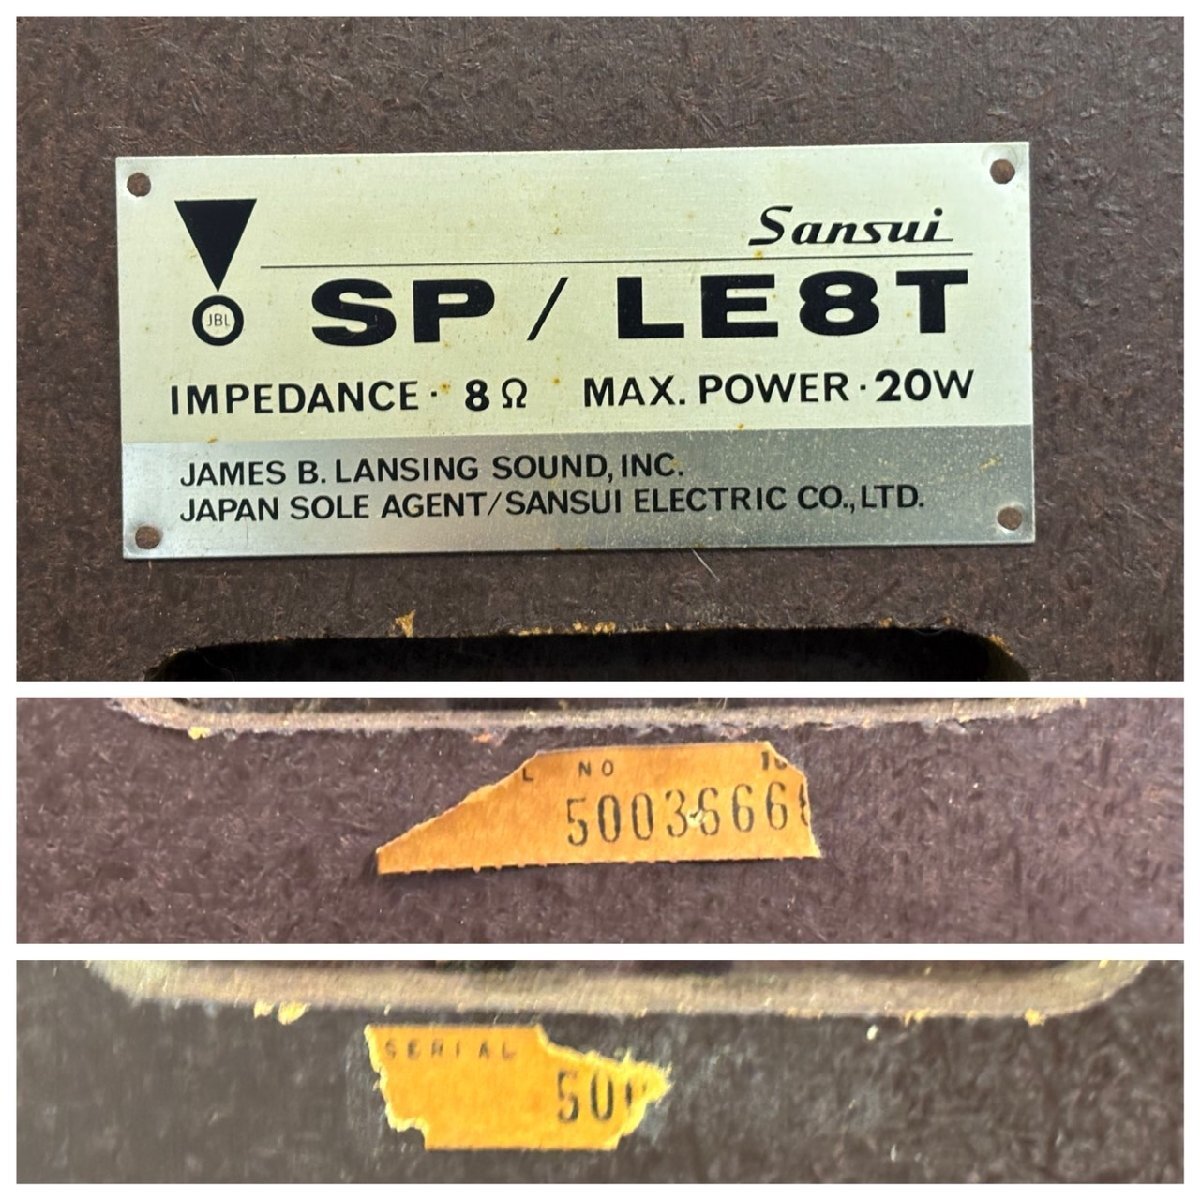 Sansui
JBL
SP / LE8T
IMPEDANCE · 8 Ω MAX. POWER · 20W
JAMES B. LANSING SOUND, INC.
JAPAN SOLE AGENT/SANSUI ELECTRIC CO., LTD.
L NO
5003666
SERIAL
50